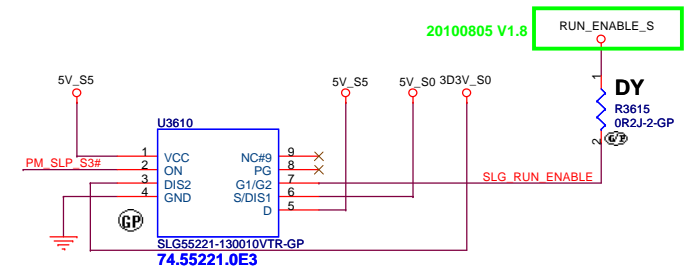 20100805 V1.8
RUN_ENABLE_S
5V_S5
5V_S5
5V_S0
3D3V_S0
1
DY
R3615
0R2J-2-GP
2
G/P
U3610
1
VCC
NC#9
9
PM_SLP_S3#
2
ON
PG
8
3
DIS2
G1/G2
7
SLG_RUN_ENABLE
4
GND
S/DIS1
6
D
5
GP
SLG55221-130010VTR-GP
74.55221.0E3